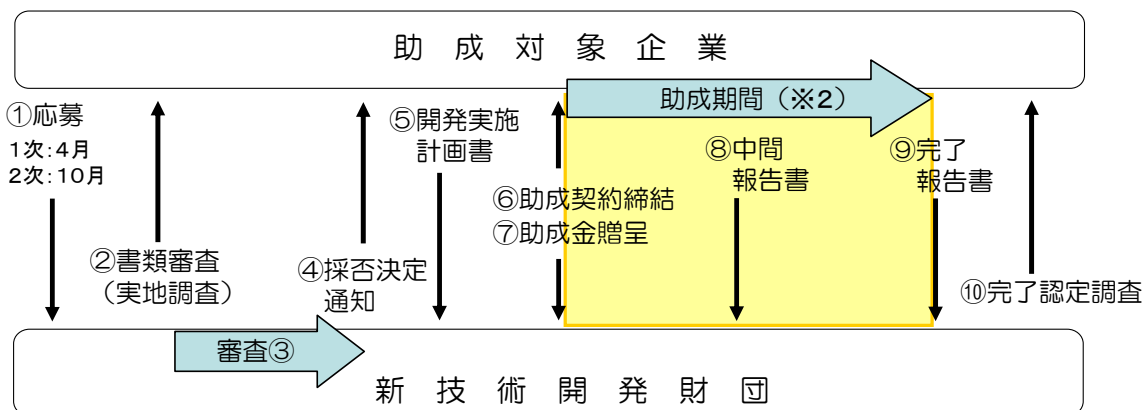 助成対象企業
助成期間（※2）
①応募
1次：4月
2次：10月
②書類審査
（実地調査）
審査③
④採否決定
通知
⑤開発実施
計画書
⑥助成契約締結
⑦助成金贈呈
⑧中間
報告書
⑨完了
報告書
⑩完了認定調査
新技術開発財団